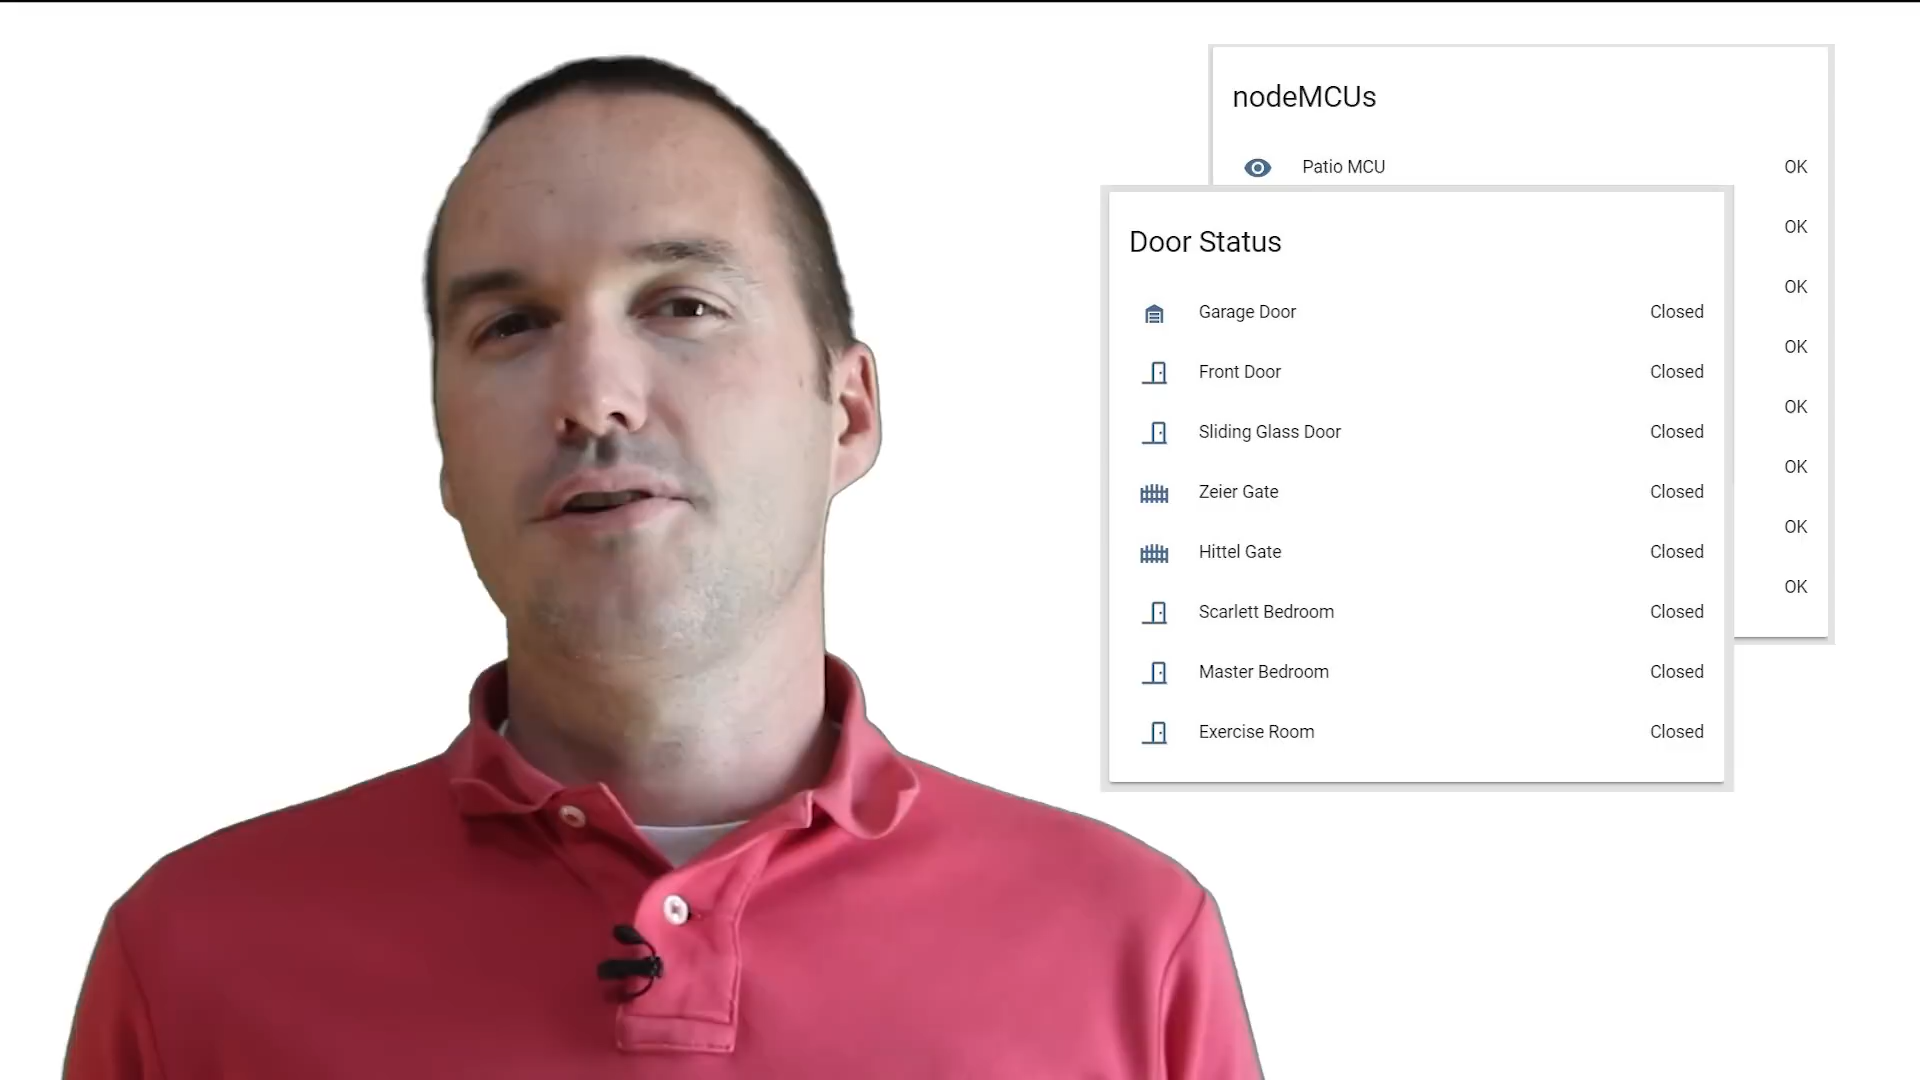 nodeMCUs
Patio MCU OK
OK
OK
OK
OK
OK
OK
OK
Door Status
Garage Door Closed
Front Door Closed
Sliding Glass Door Closed
Zeier Gate Closed
Hittel Gate Closed
Scarlett Bedroom Closed
Master Bedroom Closed
Exercise Room Closed